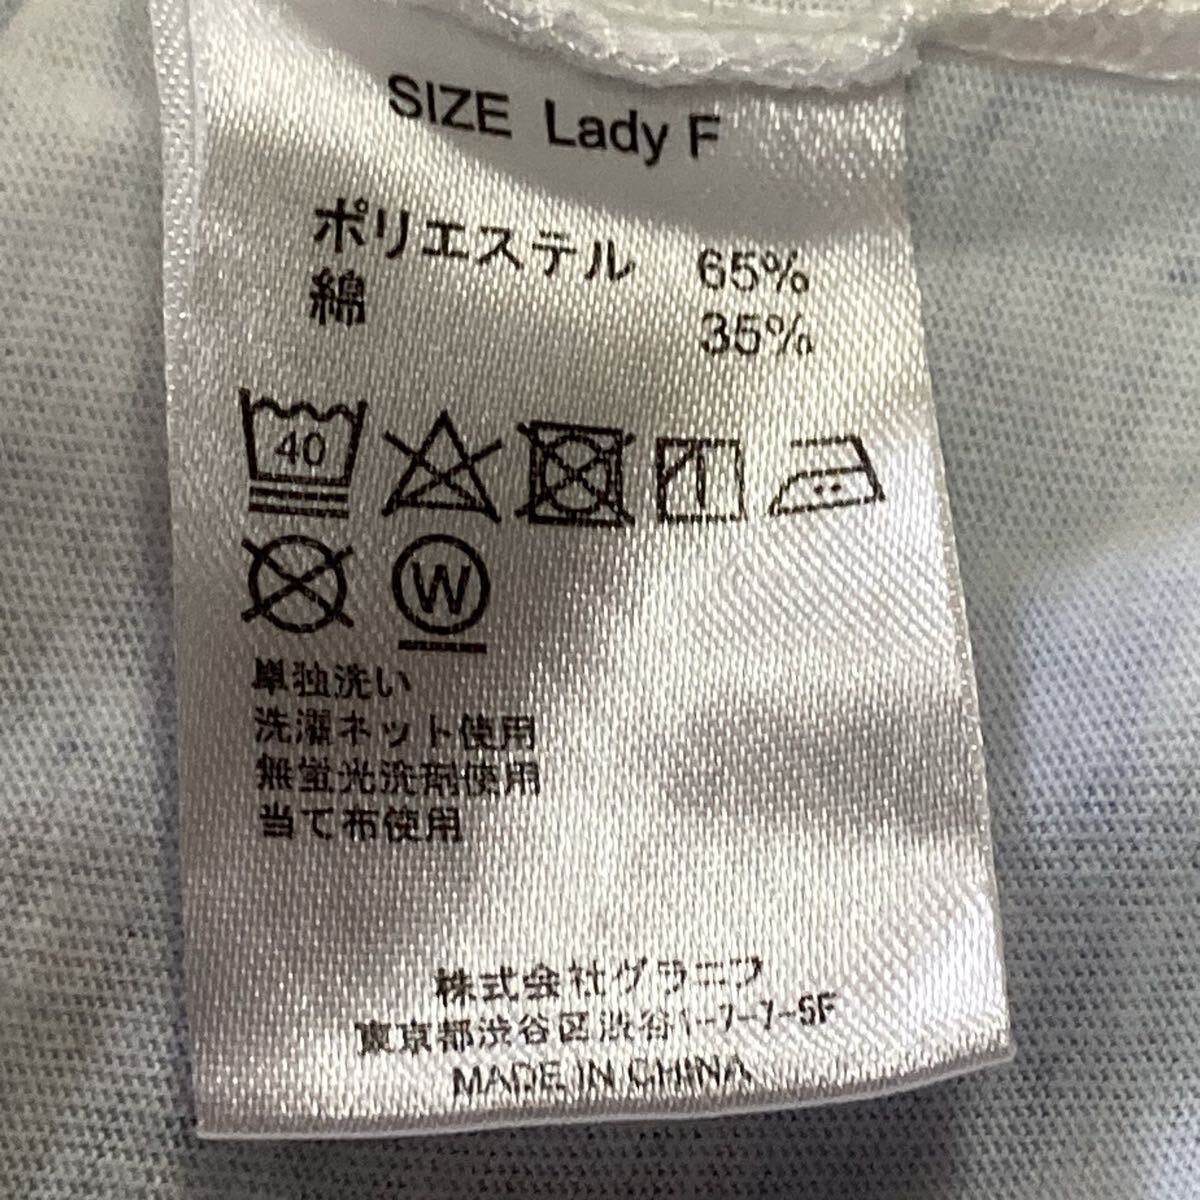 SIZE Lady F
ポリエステル 65%
綿 35%
40
W
単独洗い
洗濯ネット使用
無蛍光洗剤使用
当て布使用
株式会社グラニフ
東京都渋谷区渋谷1-7-7-5F
MADE IN CHINA